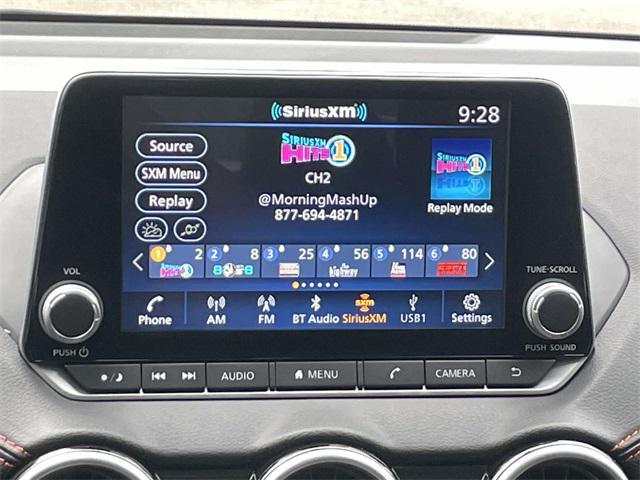 ((SiriusXM))
9:28
Source
SXM Menu
Replay
SiriusXM
Hits 1
CH2
@MorningMashUp
877-694-4871
Replay Mode
1 2 2 8 3 25 4 56 5 114 6 80
the highway
Phone AM FM BT Audio SiriusXM USB1 Settings
VOL
PUSH
TUNE·SCROLL
PUSH SOUND
AUDIO MENU CAMERA